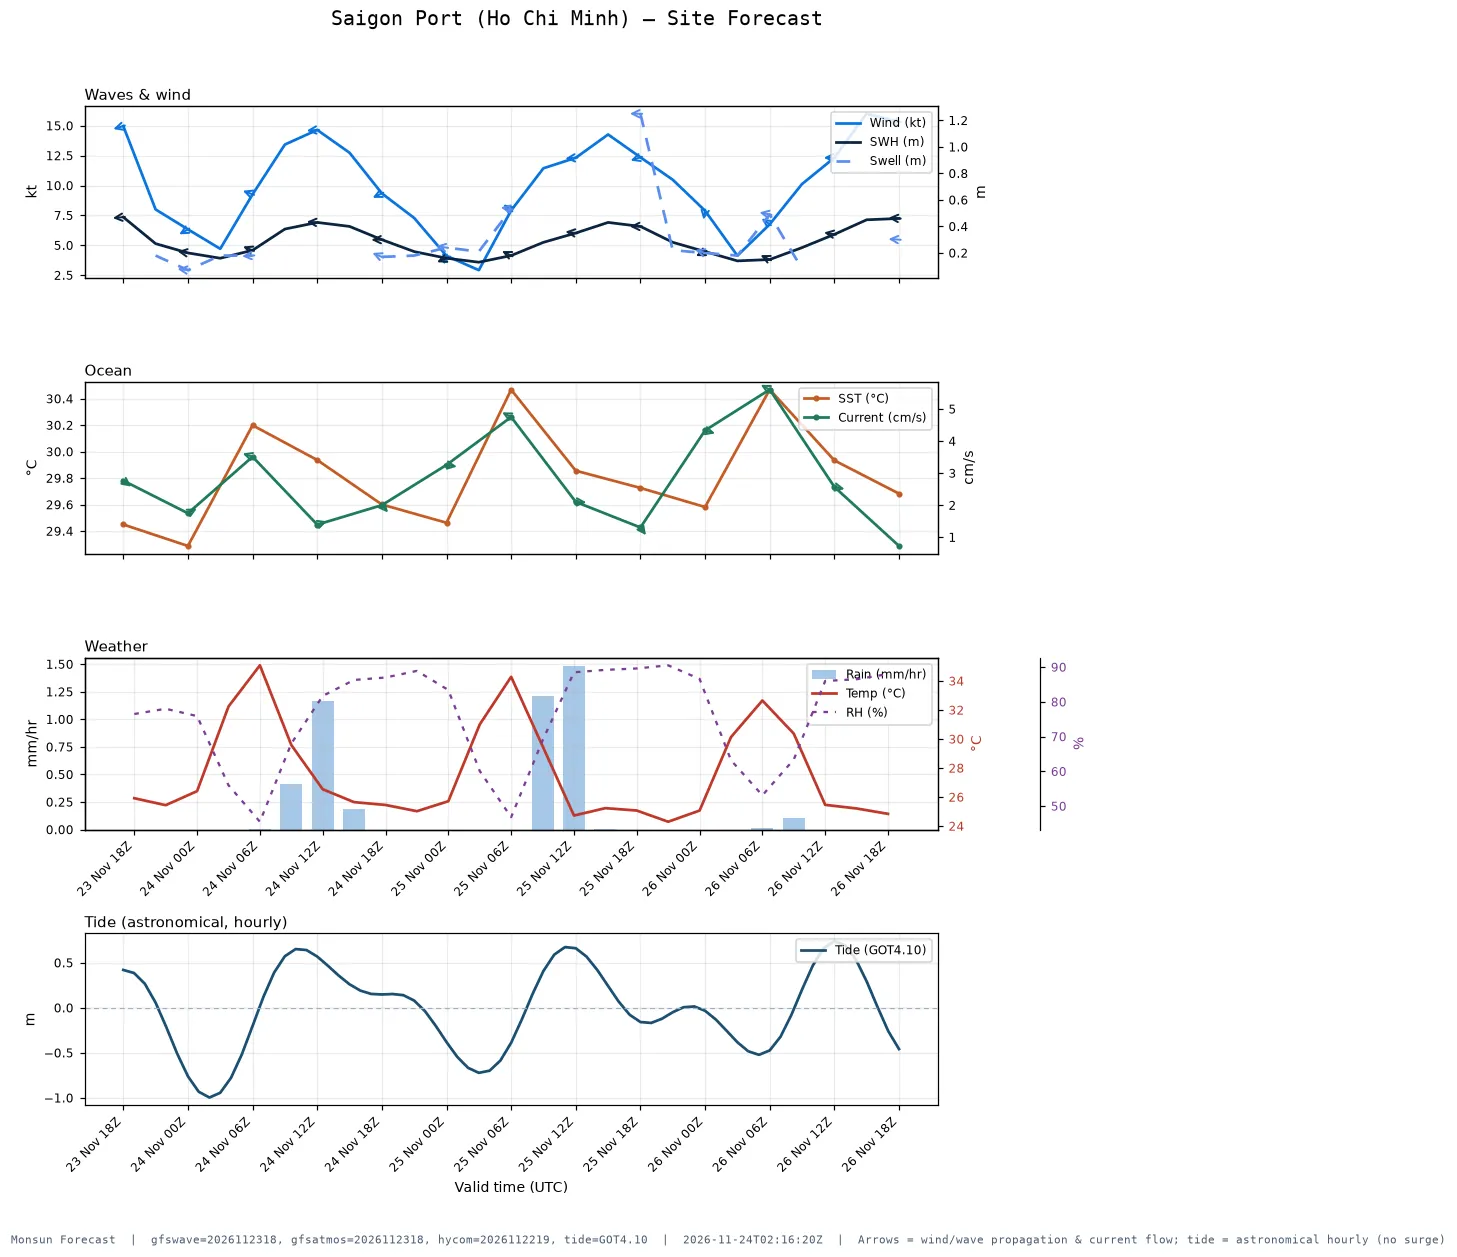 Saigon Port (Ho Chi Minh) — Site Forecast
Waves & wind
15.0
12.5
10.0
7.5
5.0
2.5
kt
Wind (kt)
SWH (m)
Swell (m)
1.2
1.0
0.8
0.6
0.4
0.2
m
Ocean
30.4
30.2
30.0
29.8
29.6
29.4
°C
SST (°C)
Current (cm/s)
5
4
3
2
1
cm/s
Weather
1.50
1.25
1.00
0.75
0.50
0.25
0.00
mm/hr
Rain (mm/hr)
Temp (°C)
RH (%)
34
32
30
28
26
24
°C
90
80
70
60
50
%
23 Nov 18Z
24 Nov 00Z
24 Nov 06Z
24 Nov 12Z
24 Nov 18Z
25 Nov 00Z
25 Nov 06Z
25 Nov 12Z
25 Nov 18Z
26 Nov 00Z
26 Nov 06Z
26 Nov 12Z
26 Nov 18Z
Tide (astronomical, hourly)
0.5
0.0
−0.5
−1.0
m
Tide (GOT4.10)
23 Nov 18Z
24 Nov 00Z
24 Nov 06Z
24 Nov 12Z
24 Nov 18Z
25 Nov 00Z
25 Nov 06Z
25 Nov 12Z
25 Nov 18Z
26 Nov 00Z
26 Nov 06Z
26 Nov 12Z
26 Nov 18Z
Valid time (UTC)
Monsun Forecast | gfswave=2026112318, gfsatmos=2026112318, hycom=2026112219, tide=GOT4.10 | 2026-11-24T02:16:20Z | Arrows = wind/wave propagation & current flow; tide = astronomical hourly (no surge)